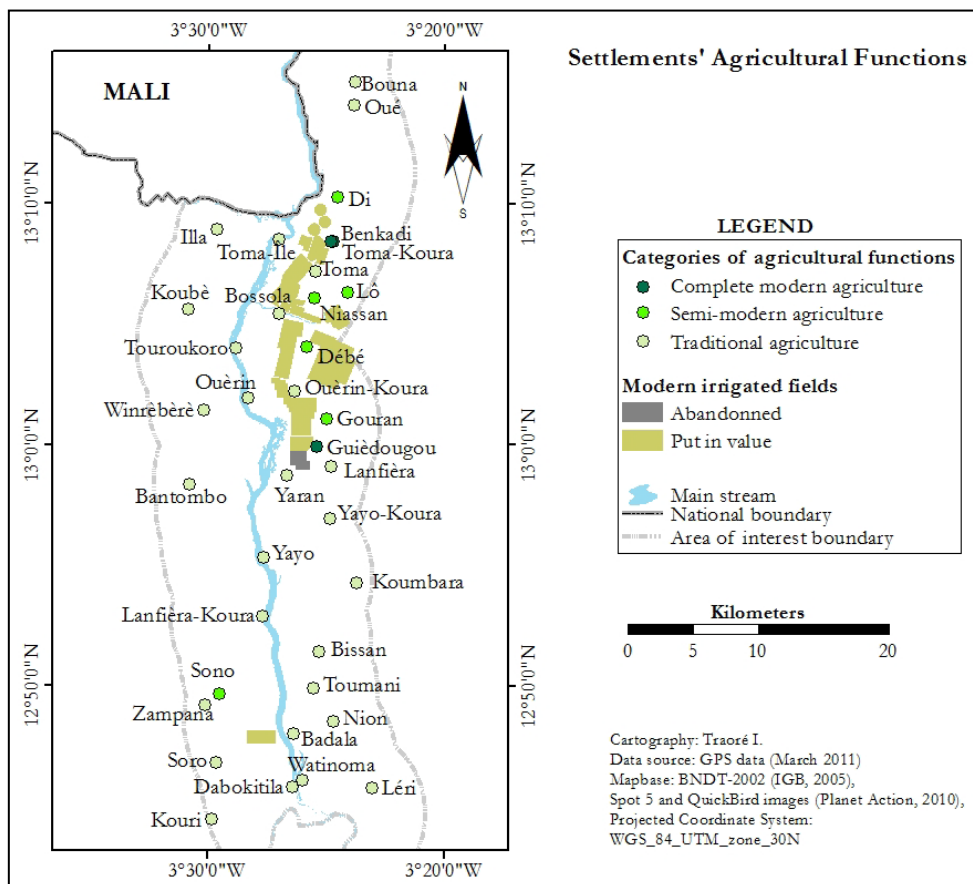 3°30'0"W
3°20'0"W
Settlements' Agricultural Functions
MALI
Bouna
Oué
N
S
13°10'0"N
13°10'0"N
Di
Illa
Toma-Ile
Benkadi
Toma-Koura
Toma
Koubè
Bossola
Lô
Niassan
Touroukoro
Débé
Ouèrin
Ouèrin-Koura
Winrèbèrè
Gouran
13°0'0"N
13°0'0"N
Guièdougou
Lanfièra
Bantombo
Yaran
Yayo-Koura
Yayo
Koumbara
Lanfièra-Koura
Bissan
12°50'0"N
12°50'0"N
Sono
Toumani
Zampana
Nion
Badala
Soro
Watinoma
Dabokitila
Léri
Kouri
3°30'0"W
3°20'0"W
LEGEND
Categories of agricultural functions
Complete modern agriculture
Semi-modern agriculture
Traditional agriculture
Modern irrigated fields
Abandonned
Put in value
Main stream
National boundary
Area of interest boundary
Kilometers
0 5 10 20
Cartography: Traoré I.
Data source: GPS data (March 2011)
Mapbase: BNDT-2002 (IGB, 2005),
Spot 5 and QuickBird images (Planet Action, 2010),
Projected Coordinate System:
WGS_84_UTM_zone_30N